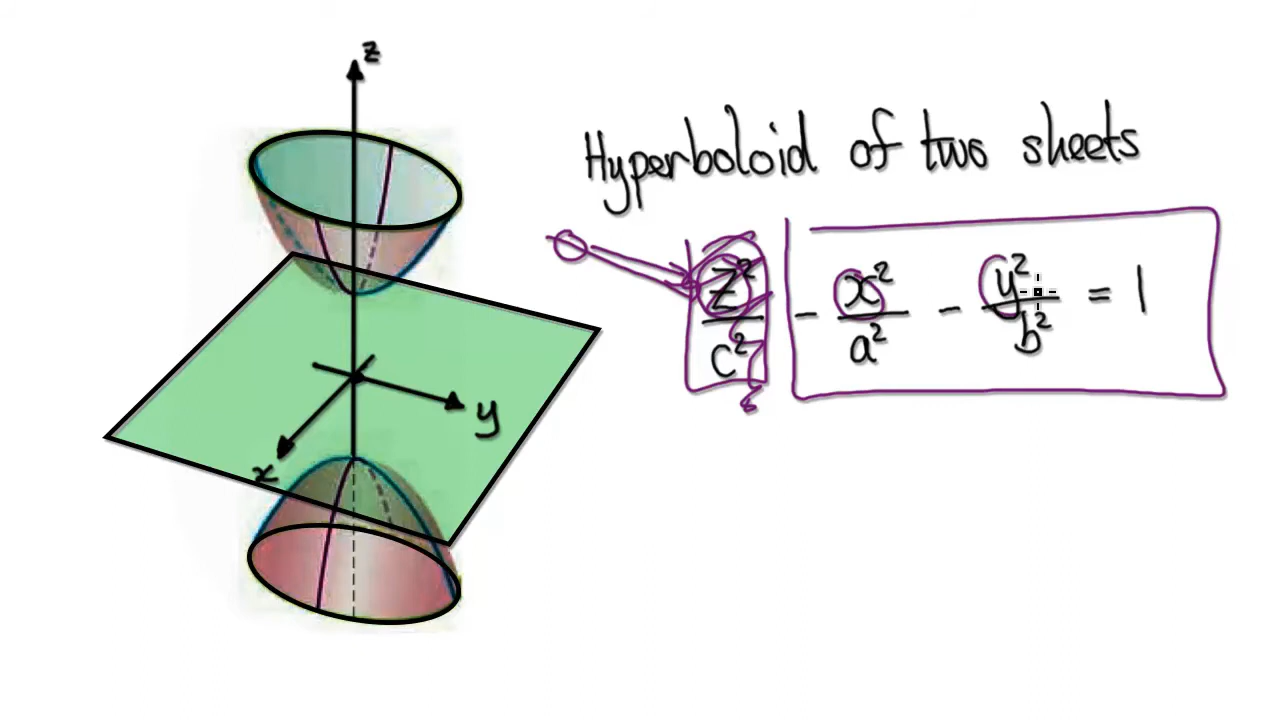 z
Hyperboloid of two sheets
z²/c² - x²/a² - y²/b² = 1
y
x